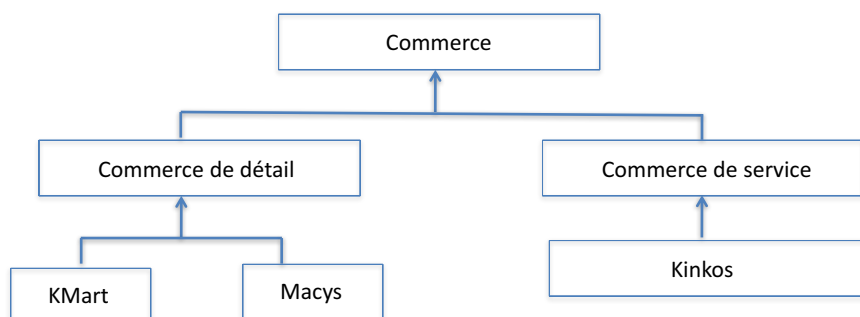 Commerce
Commerce de détail
Commerce de service
KMart
Macys
Kinkos